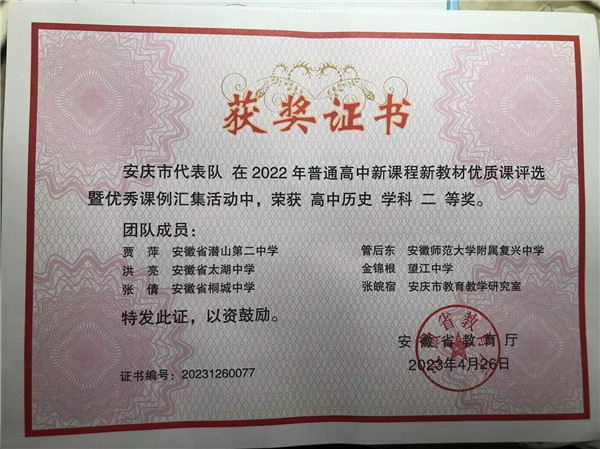 获奖证书
安庆市代表队 在2022年普通高中新课程新教材优质课评选
暨优秀课例汇集活动中，荣获 高中历史 学科 二 等奖。
团队成员：
贾 萍 安徽省潜山第二中学 管后东 安徽师范大学附属复兴中学
洪 亮 安徽省太湖中学 金锦根 望江中学
张 倩 安徽省桐城中学 张皖宿 安庆市教育教学研究室
特发此证，以资鼓励。
安徽省教育厅
2023年4月26日
证书编号：20231260077